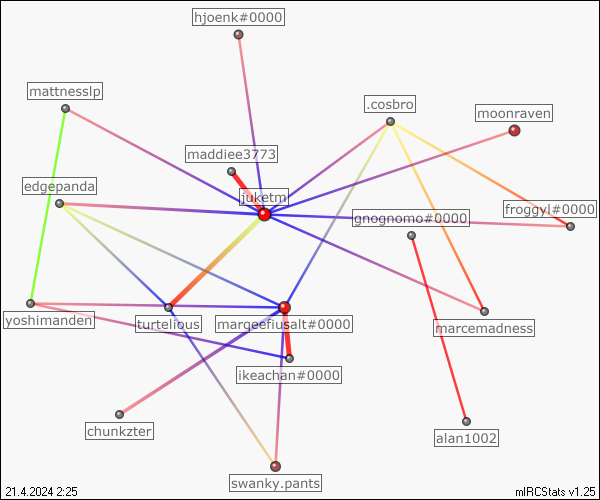 hjoenk#0000
mattnesslp
.cosbro
moonraven
maddiee3773
edgepanda
juketm
froggyl#0000
gnognomo#0000
yoshimanden
turtelious
marqeefiusalt#0000
marcemadness
ikeachan#0000
chunkzter
alan1002
swanky.pants
21.4.2024 2:25
mIRCStats v1.25